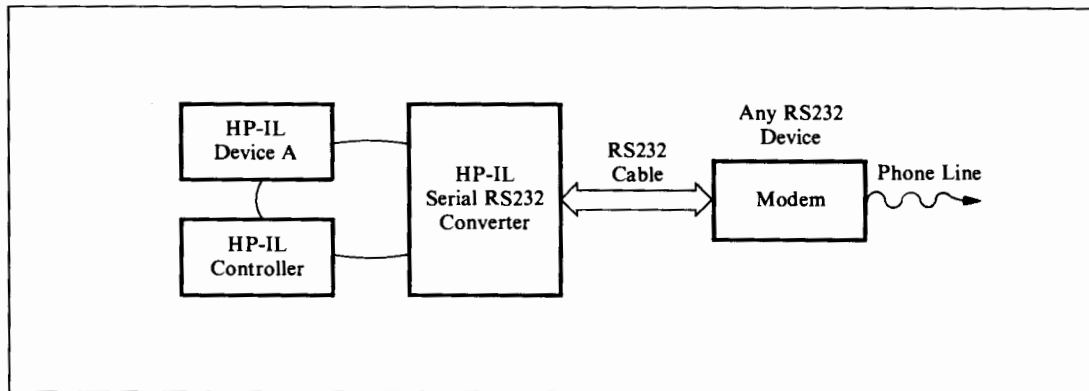 HP-IL
Device A
HP-IL
Controller
HP-IL
Serial RS232
Converter
RS232
Cable
Any RS232
Device
Modem
Phone Line